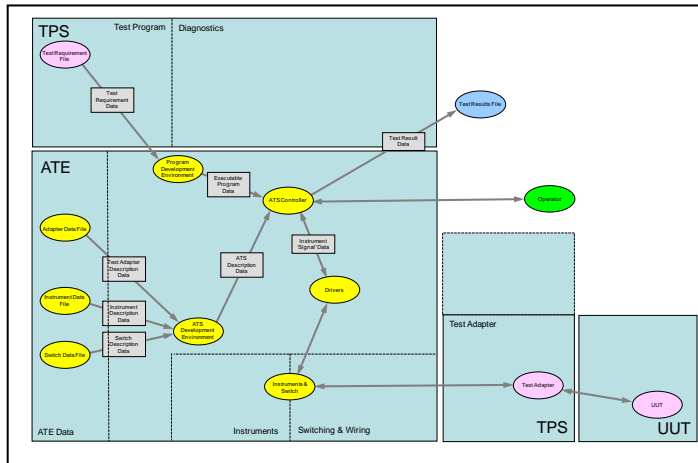 TPS
Test Program
Diagnostics
Test Requirement
File
Test
Requirement
Data
Test Results File
Test Result
Data
ATE
Program
Development
Environment
Executable
Program
Data
ATS Controller
Operator
Adapter Data File
Test Adapter
Description
Data
ATS
Description
Data
Instrument
'Signal' Data
Drivers
Instrument Data
File
Instrument
Description
Data
ATS
Development
Environment
Switch Data File
Switch
Description
Data
Test Adapter
Instruments &
Switch
Test Adapter
UUT
ATE Data
Instruments
Switching & Wiring
TPS
UUT